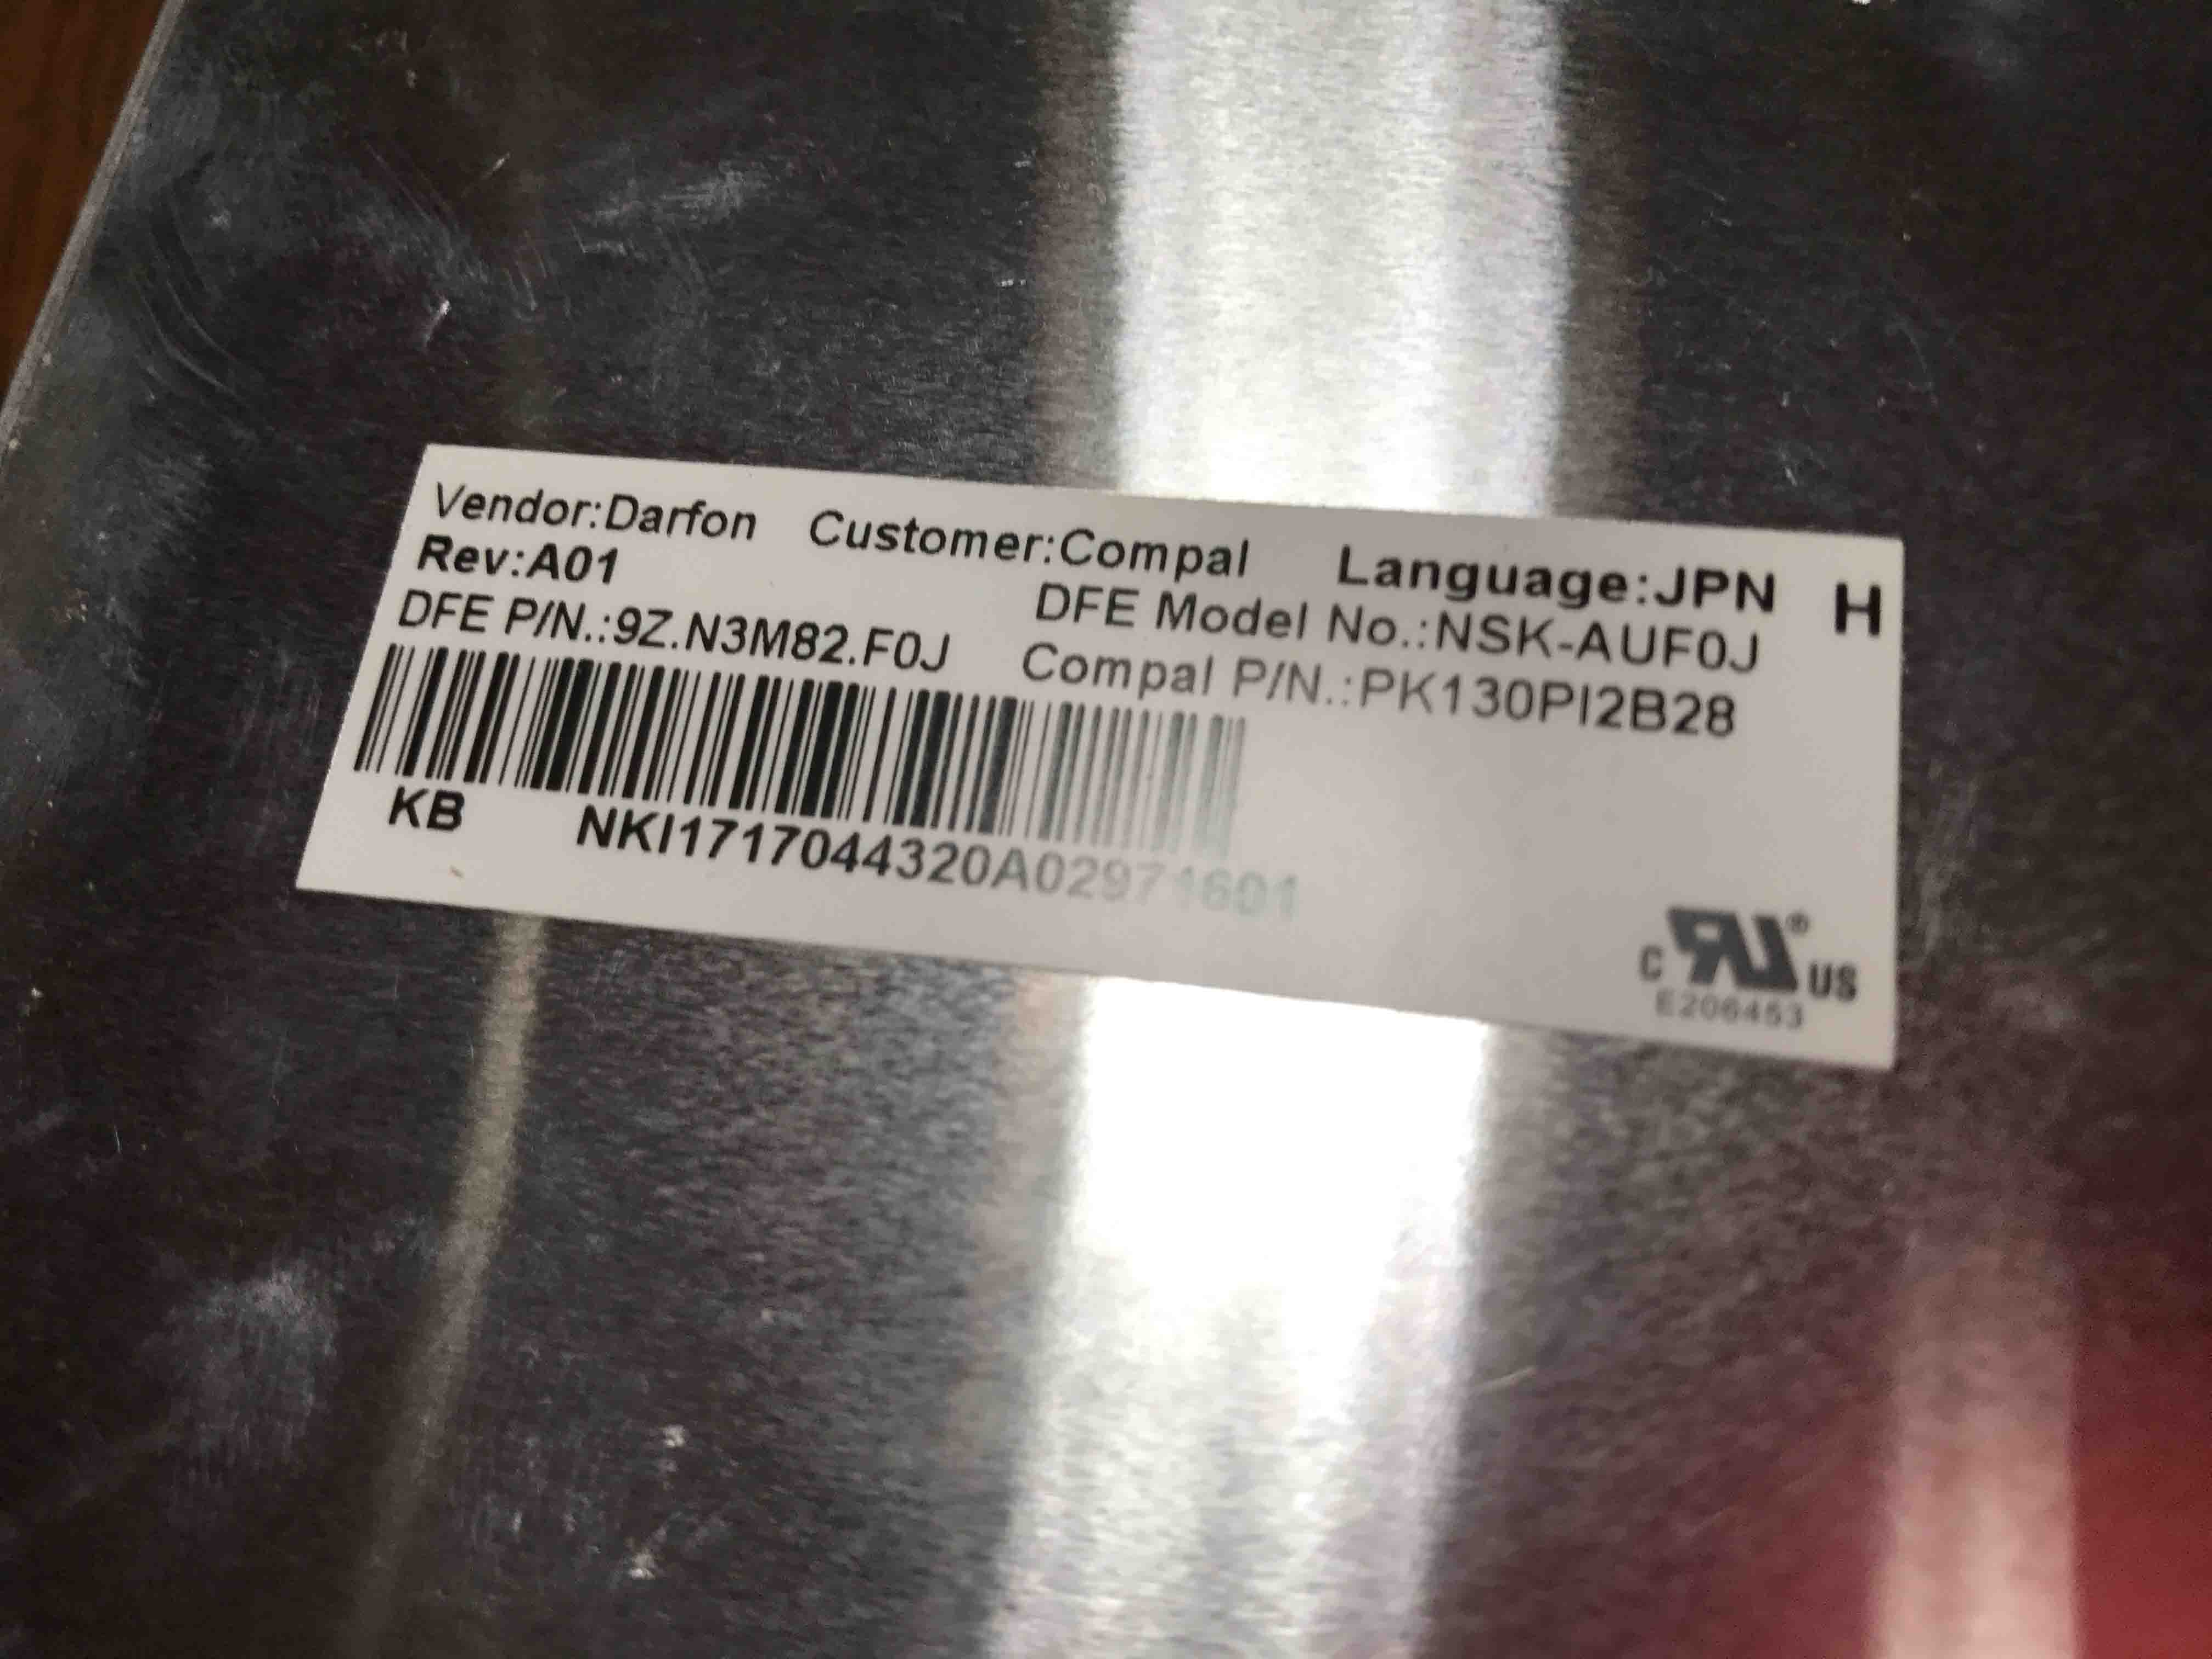 Vendor:Darfon Customer:Compal Language:JPN H
Rev:A01 DFE Model No.:NSK-AUF0J
DFE P/N.:9Z.N3M82.F0J Compal P/N.:PK130PI2B28
KB NKI1717044320A02971601
C RU® US
E206453